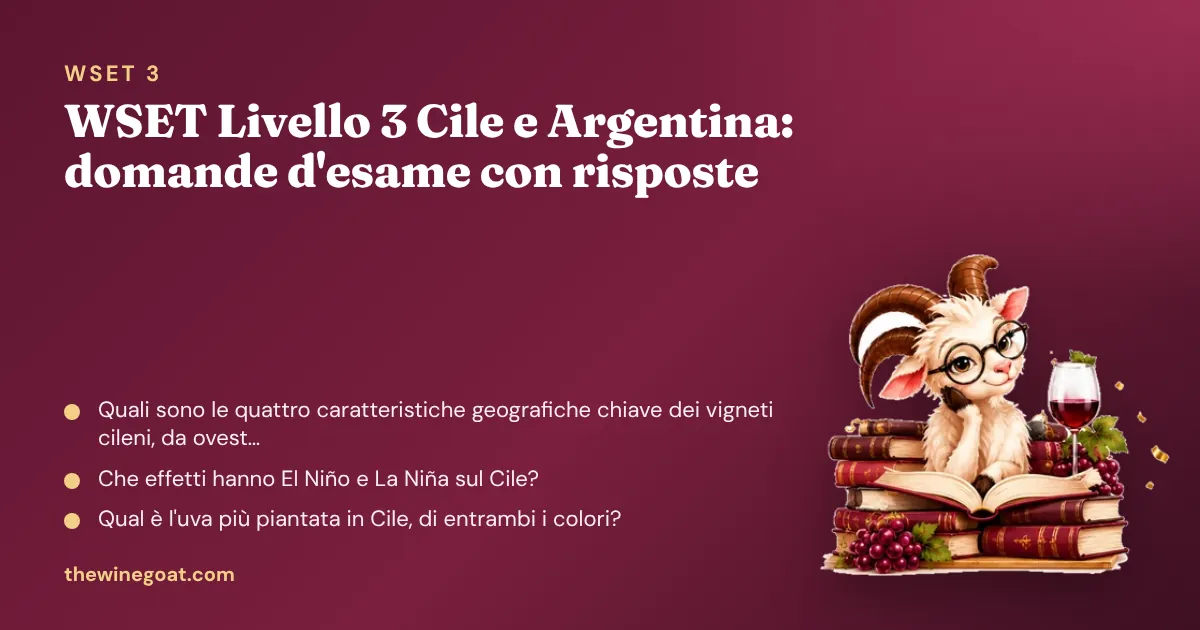 WSET 3
WSET Livello 3 Cile e Argentina:
domande d'esame con risposte
Quali sono le quattro caratteristiche geografiche chiave dei vigneti
cileni, da ovest…
Che effetti hanno El Niño e La Niña sul Cile?
Qual è l'uva più piantata in Cile, di entrambi i colori?
thewinegoat.com